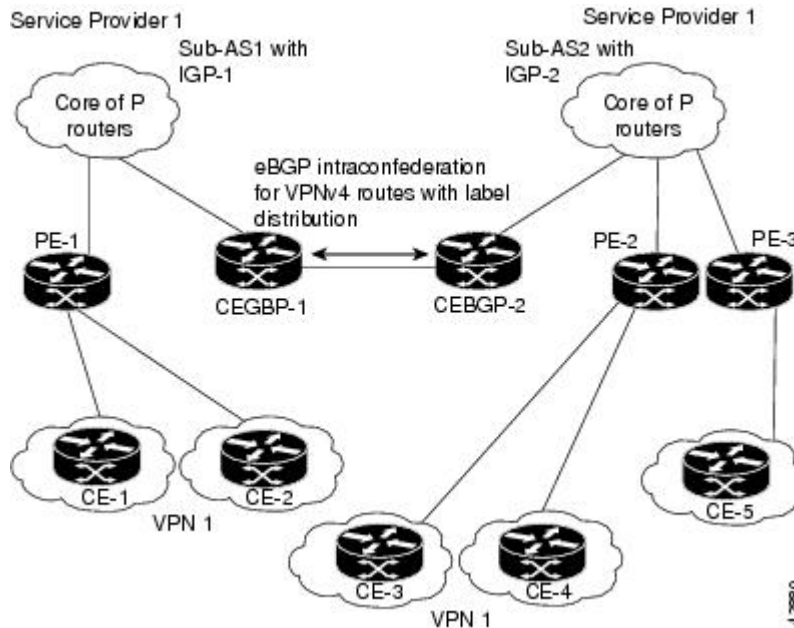 Service Provider 1
Service Provider 1
Sub-AS1 with
IGP-1
Sub-AS2 with
IGP-2
Core of P
routers
Core of P
routers
eBGP intraconfederation
for VPNv4 routes with label
distribution
PE-1
PE-2
PE-3
CEGBP-1
CEBGP-2
CE-1
CE-2
CE-5
VPN 1
CE-3
CE-4
VPN 1